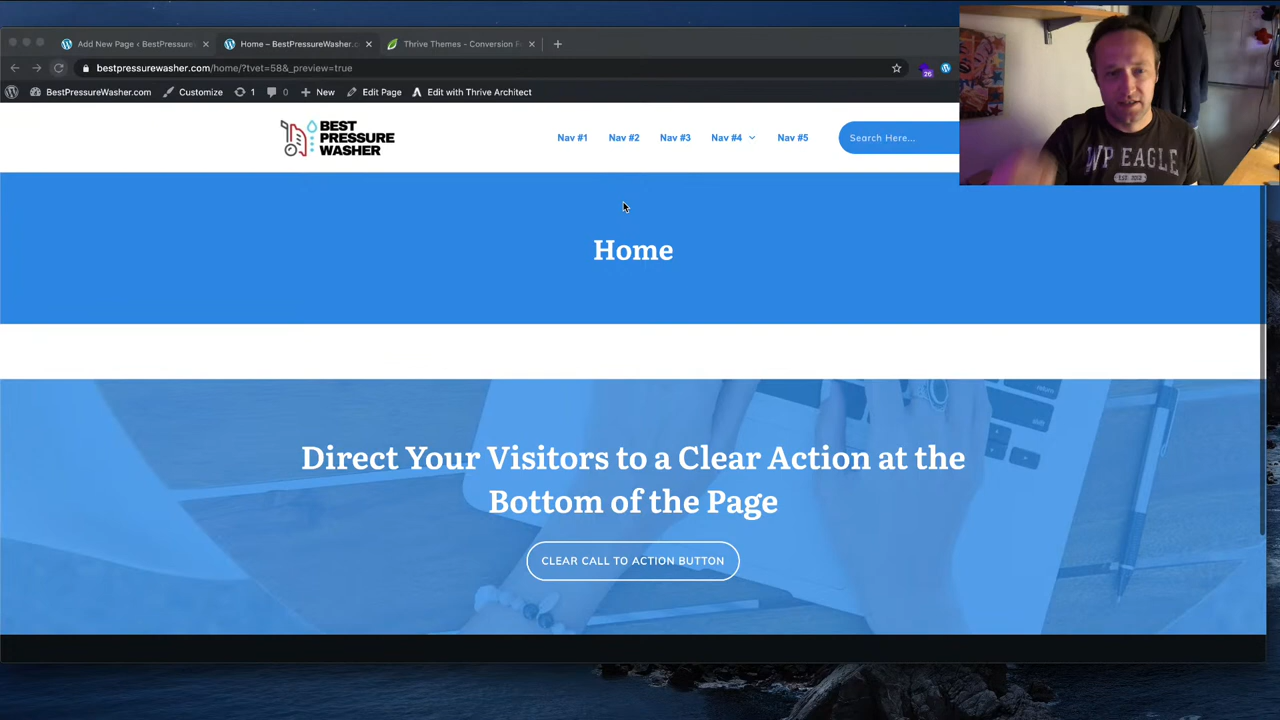 Add New Page ‹ BestPressure
Home – BestPressureWasher.c
Thrive Themes - Conversion F
bestpressurewasher.com/home/?tvet=58&_preview=true
26
BestPressureWasher.com
Customize
1
0
New
Edit Page
Edit with Thrive Architect
BEST
PRESSURE
WASHER
Nav #1
Nav #2
Nav #3
Nav #4
Nav #5
Search Here...
WP EAGLE
Home
Direct Your Visitors to a Clear Action at the
Bottom of the Page
CLEAR CALL TO ACTION BUTTON